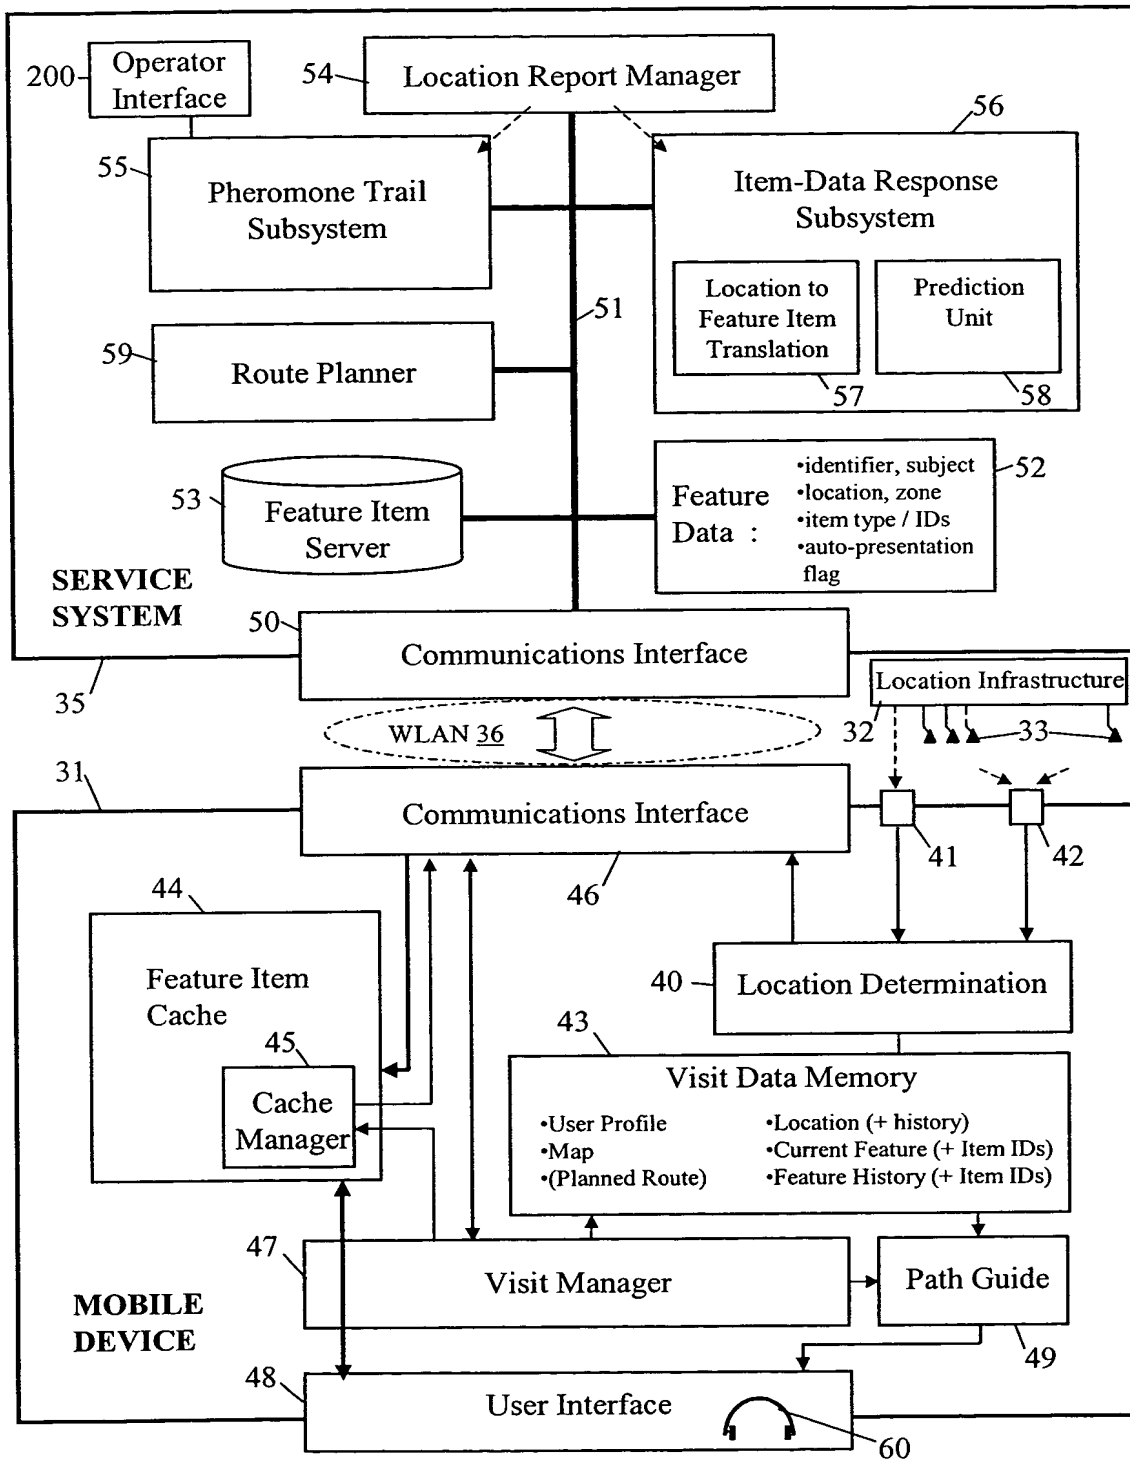 200
Operator
Interface
54
Location Report Manager
56
55
Pheromone Trail
Subsystem
Item-Data Response
Subsystem
Location to
Feature Item
Translation
Prediction
Unit
51
57
58
59
Route Planner
53
Feature Item
Server
Feature
Data :
•identifier, subject
•location, zone
•item type / IDs
•auto-presentation
flag
52
SERVICE
SYSTEM
50
Communications Interface
35
Location Infrastructure
32
33
WLAN 36
31
Communications Interface
41
42
46
44
Feature Item
Cache
45
Cache
Manager
40
Location Determination
43
Visit Data Memory
•User Profile
•Map
•(Planned Route)
•Location (+ history)
•Current Feature (+ Item IDs)
•Feature History (+ Item IDs)
47
Visit Manager
Path Guide
49
MOBILE
DEVICE
48
User Interface
60